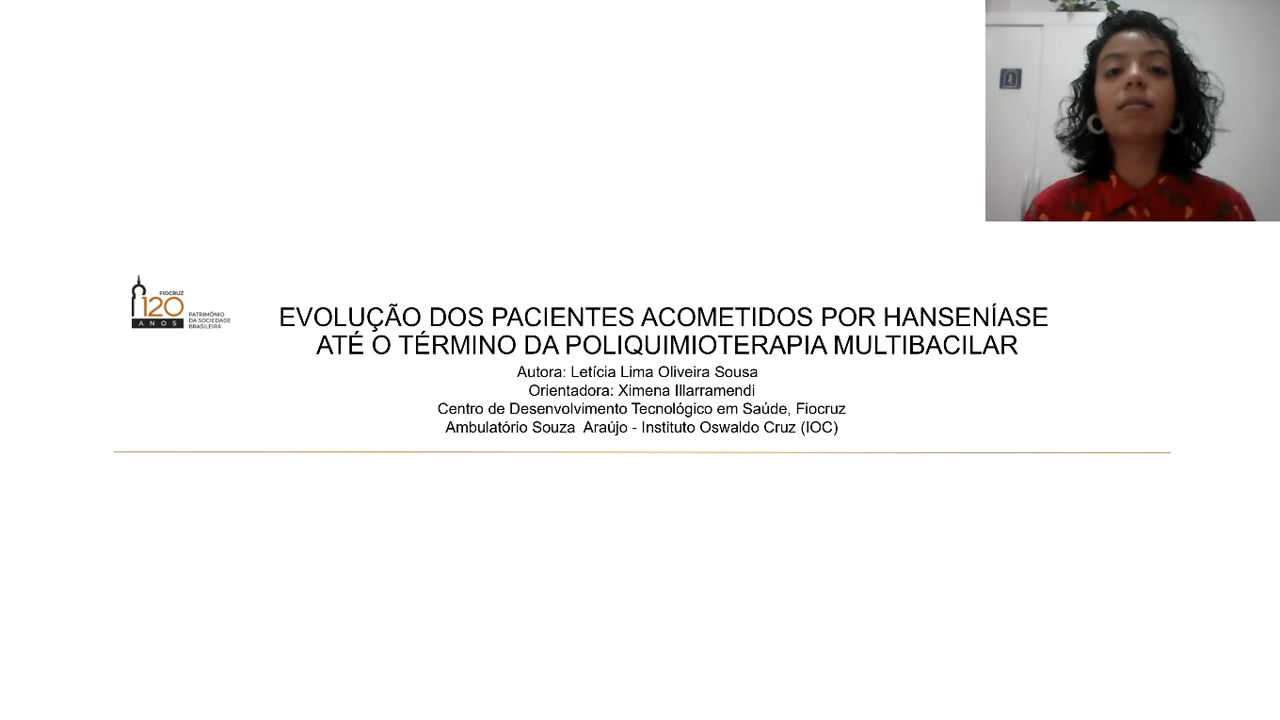 FIOCRUZ
120
ANOS
PATRIMÔNIO
DA SOCIEDADE
BRASILEIRA
EVOLUÇÃO DOS PACIENTES ACOMETIDOS POR HANSENÍASE
ATÉ O TÉRMINO DA POLIQUIMIOTERAPIA MULTIBACILAR
Autora: Letícia Lima Oliveira Sousa
Orientadora: Ximena Illarramendi
Centro de Desenvolvimento Tecnológico em Saúde, Fiocruz
Ambulatório Souza Araújo - Instituto Oswaldo Cruz (IOC)